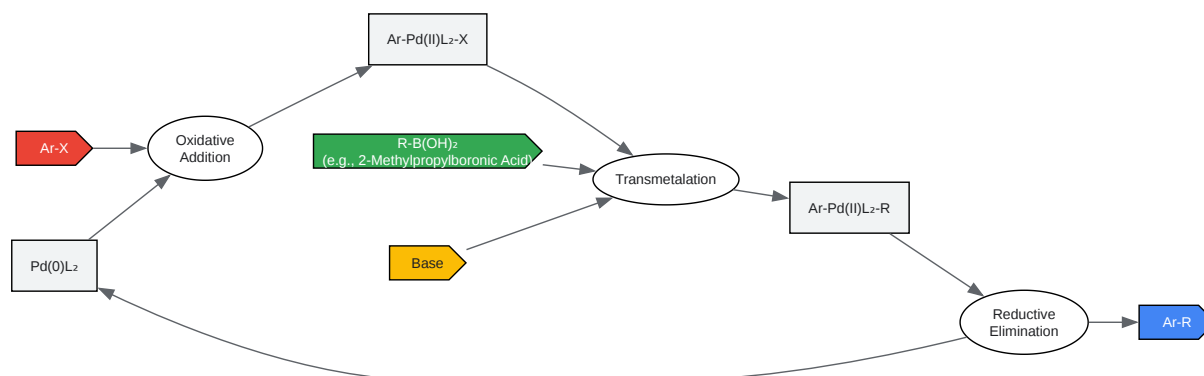 Ar-Pd(II)L₂-X
Ar-X
Oxidative
Addition
R-B(OH)₂
(e.g., 2-Methylpropylboronic Acid)
Transmetalation
Ar-Pd(II)L₂-R
Base
Pd(0)L₂
Reductive
Elimination
Ar-R